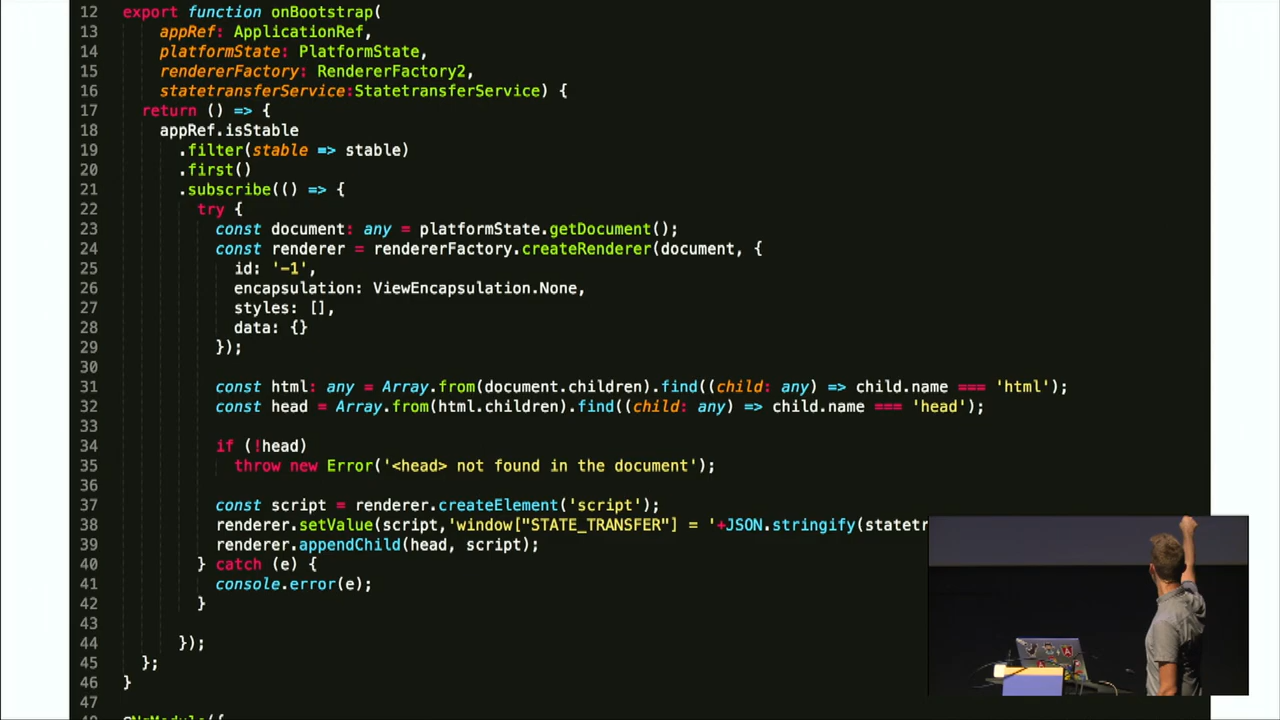 12 export function onBootstrap(
13 appRef: ApplicationRef,
14 platformState: PlatformState,
15 rendererFactory: RendererFactory2,
16 statetransferService:StatetransferService) {
17 return () => {
18 appRef.isStable
19 .filter(stable => stable)
20 .first()
21 .subscribe(() => {
22 try {
23 const document: any = platformState.getDocument();
24 const renderer = rendererFactory.createRenderer(document, {
25 id: '-1',
26 encapsulation: ViewEncapsulation.None,
27 styles: [],
28 data: {}
29 });
30
31 const html: any = Array.from(document.children).find((child: any) => child.name === 'html');
32 const head = Array.from(html.children).find((child: any) => child.name === 'head');
33
34 if (!head)
35 throw new Error('<head> not found in the document');
36
37 const script = renderer.createElement('script');
38 renderer.setValue(script,'window["STATE_TRANSFER"] = '+JSON.stringify(statetr
39 renderer.appendChild(head, script);
40 } catch (e) {
41 console.error(e);
42 }
43
44 });
45 };
46 }
47